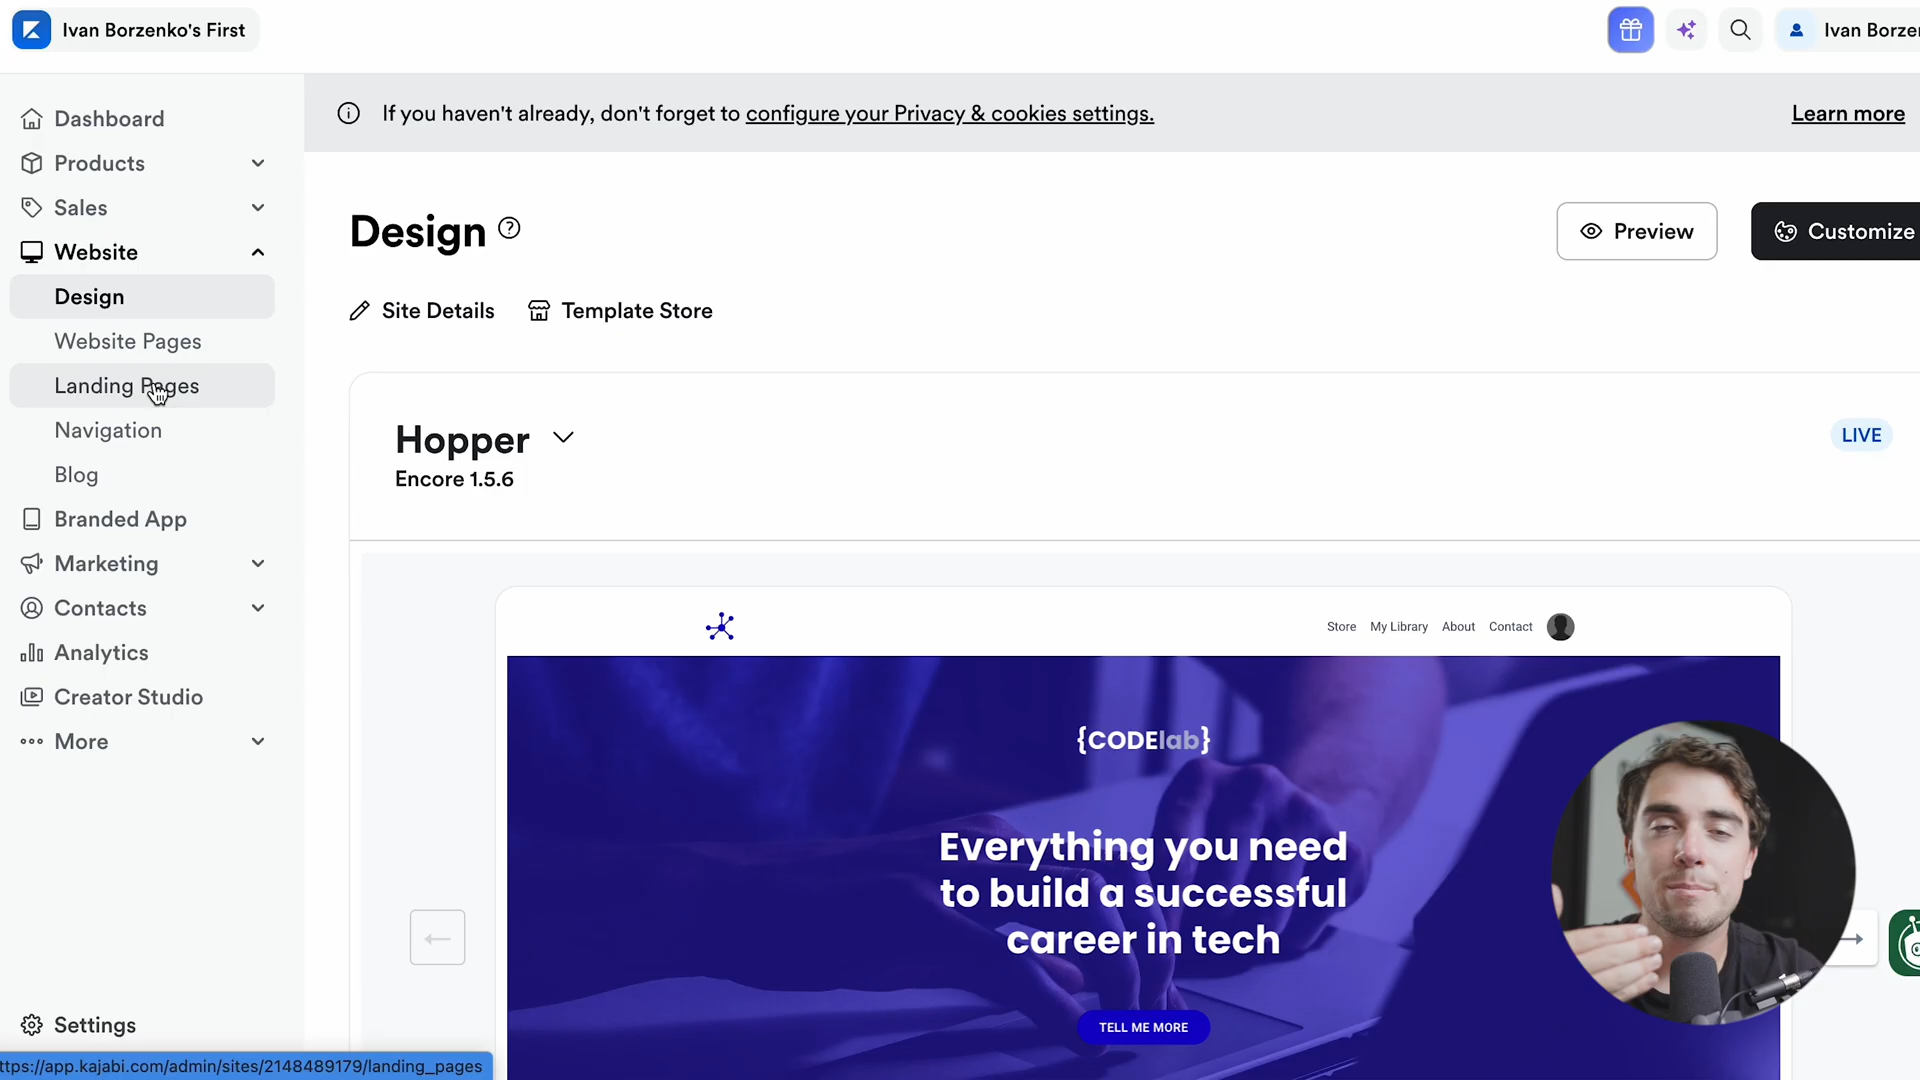 Ivan Borzenko's First
Ivan Borze
If you haven't already, don't forget to configure your Privacy & cookies settings.
Learn more
Dashboard
Products
Sales
Website
Design
Website Pages
Landing Pages
Navigation
Blog
Branded App
Marketing
Contacts
Analytics
Creator Studio
More
Settings
ttps://app.kajabi.com/admin/sites/2148489179/landing_pages
Design
Preview
Customize
Site Details
Template Store
Hopper
LIVE
Encore 1.5.6
Store My Library About Contact
{CODElab}
Everything you need
to build a successful
career in tech
TELL ME MORE